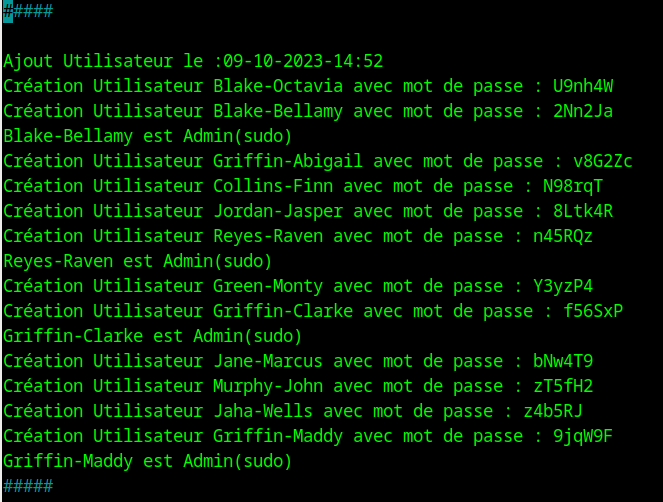 #####
Ajout Utilisateur le :09-10-2023-14:52
Création Utilisateur Blake-Octavia avec mot de passe : U9nh4W
Création Utilisateur Blake-Bellamy avec mot de passe : 2Nn2Ja
Blake-Bellamy est Admin(sudo)
Création Utilisateur Griffin-Abigail avec mot de passe : v8G2Zc
Création Utilisateur Collins-Finn avec mot de passe : N98rqT
Création Utilisateur Jordan-Jasper avec mot de passe : 8Ltk4R
Création Utilisateur Reyes-Raven avec mot de passe : n45RQz
Reyes-Raven est Admin(sudo)
Création Utilisateur Green-Monty avec mot de passe : Y3yzP4
Création Utilisateur Griffin-Clarke avec mot de passe : f56SxP
Griffin-Clarke est Admin(sudo)
Création Utilisateur Jane-Marcus avec mot de passe : bNw4T9
Création Utilisateur Murphy-John avec mot de passe : zT5fH2
Création Utilisateur Jaha-Wells avec mot de passe : z4b5RJ
Création Utilisateur Griffin-Maddy avec mot de passe : 9jqW9F
Griffin-Maddy est Admin(sudo)
#####